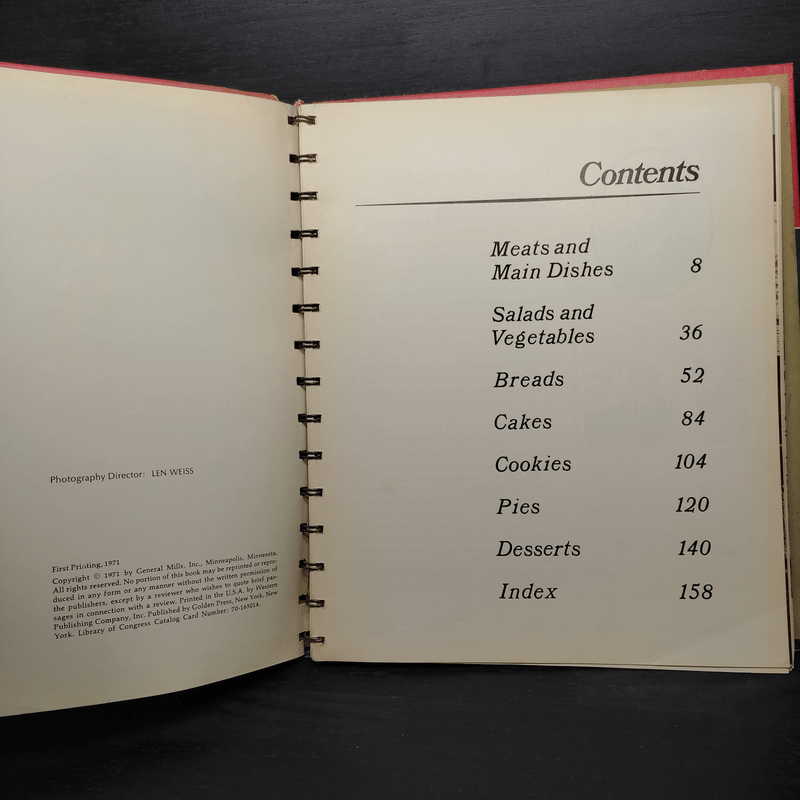 Photography Director: LEN WEISS
First Printing, 1971
Copyright © 1971 by General Mills, Inc., Minneapolis, Minnesota.
All rights reserved. No portion of this book may be reprinted or repro-
duced in any form or any manner without the written permission of
the publishers, except by a reviewer who wishes to quote brief pas-
sages in connection with a review. Printed in the U.S.A. by Western
Publishing Company, Inc. Published by Golden Press, New York, New
York. Library of Congress Catalog Card Number: 70-165014.
Contents
Meats and
Main Dishes 8
Salads and
Vegetables 36
Breads 52
Cakes 84
Cookies 104
Pies 120
Desserts 140
Index 158